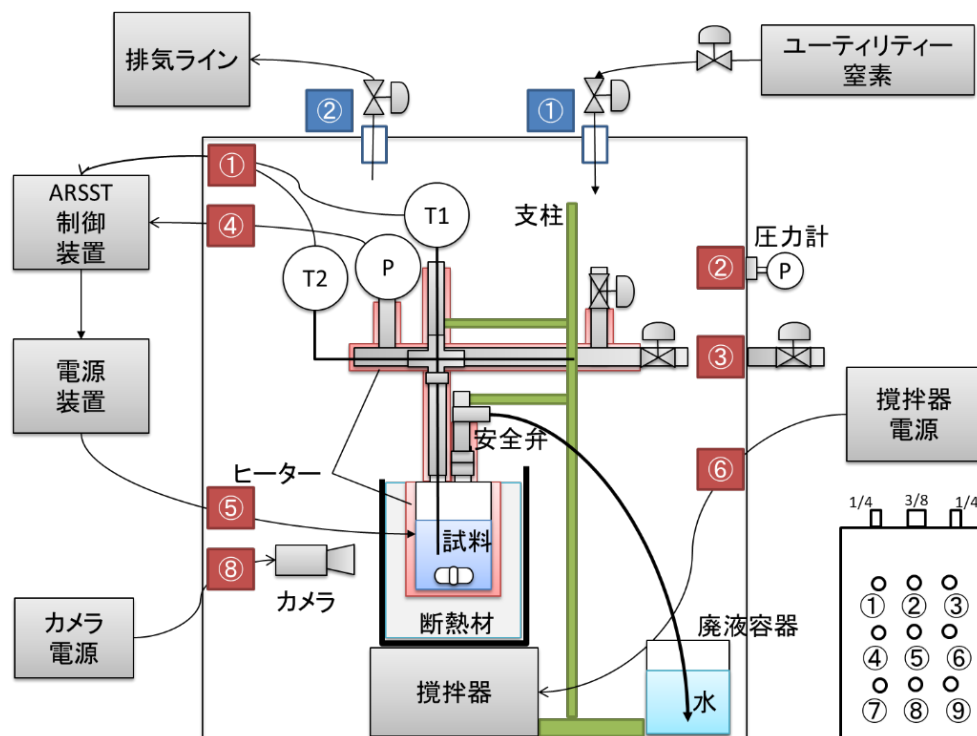 排気ライン
②
①
ユーティリティー
窒素
①
ARSST
制御
装置
④
T1
支柱
T2
P
圧力計
②
P
③
電源
装置
撹拌器
電源
安全弁
ヒーター
⑤
⑥
試料
1/4
3/8
1/4
⑧
カメラ
断熱材
カメラ
電源
廃液容器
撹拌器
水
①
②
③
④
⑤
⑥
⑦
⑧
⑨